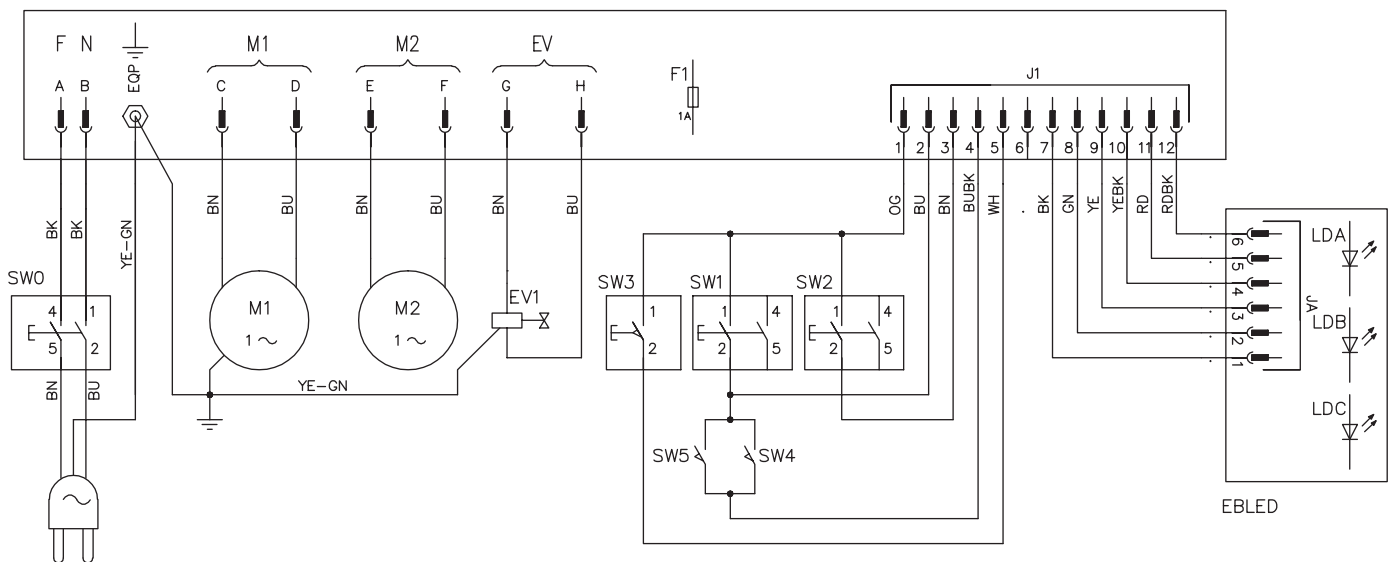 F N
EQP
M1
M2
EV
F1
1A
J1
A B C D E F G H
1 2 3 4 5 6 7 8 9 10 11 12
BK BK YE-GN BN BU BN BU BN BU
OG BU BN BUBK WH . BK GN YE YEBK RD RDBK
SW0
4 1
5 2
BN BU
M1
1~
M2
1~
EV1
YE-GN
SW3
1
2
SW1
1 4
2 5
SW2
1 4
2 5
SW5
SW4
6
5
4
3
2
1
JA
LDA
LDB
LDC
EBLED